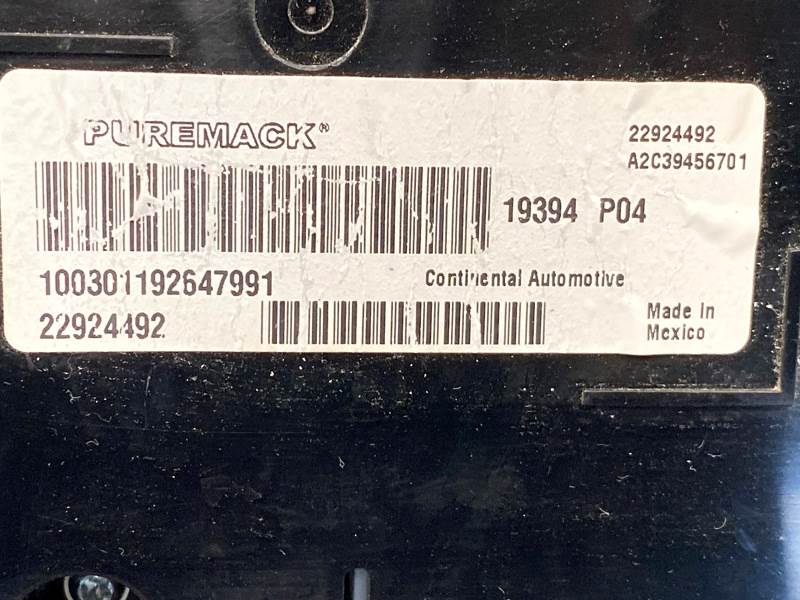 PUREMACK®
22924492
A2C39456701
19394 P04
100301192647991
Continental Automotive
22924492
Made in
Mexico